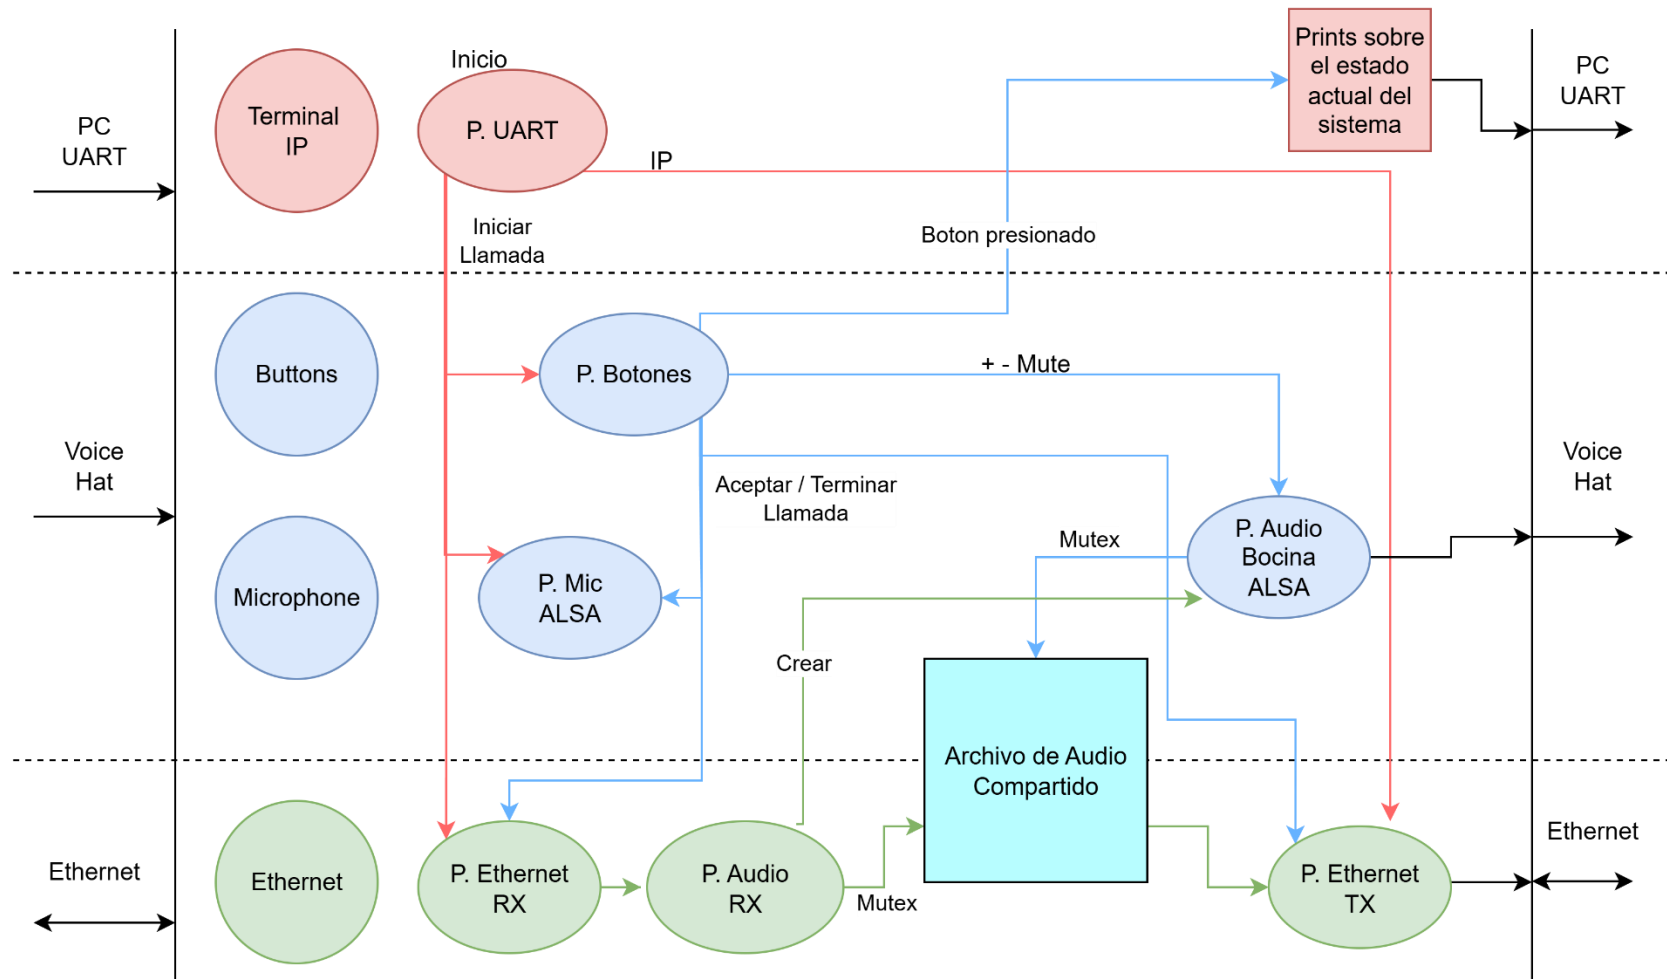 Inicio
Prints sobre
el estado
actual del
sistema
PC
UART
PC
UART
Terminal
IP
P. UART
IP
Iniciar
Llamada
Boton presionado
Buttons
P. Botones
+ - Mute
Voice
Hat
Voice
Hat
Aceptar / Terminar
Llamada
P. Audio
Bocina
ALSA
Mutex
Microphone
P. Mic
ALSA
Crear
Archivo de Audio
Compartido
Ethernet
Ethernet
Ethernet
P. Ethernet
RX
P. Audio
RX
Mutex
P. Ethernet
TX